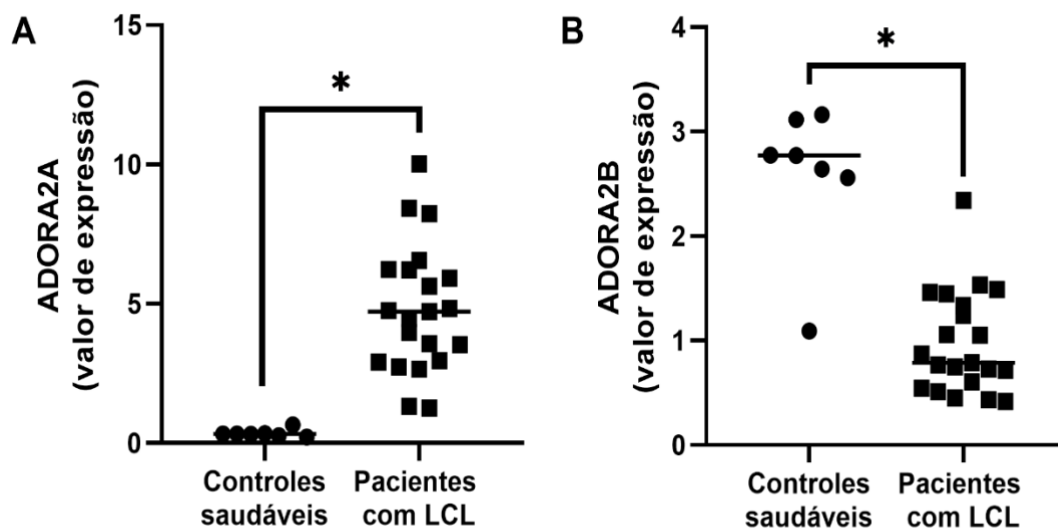 A
ADORA2A
(valor de expressão)
15
10
5
0
*
Controles
saudáveis
Pacientes
com LCL
B
ADORA2B
(valor de expressão)
4
3
2
1
0
*
Controles
saudáveis
Pacientes
com LCL